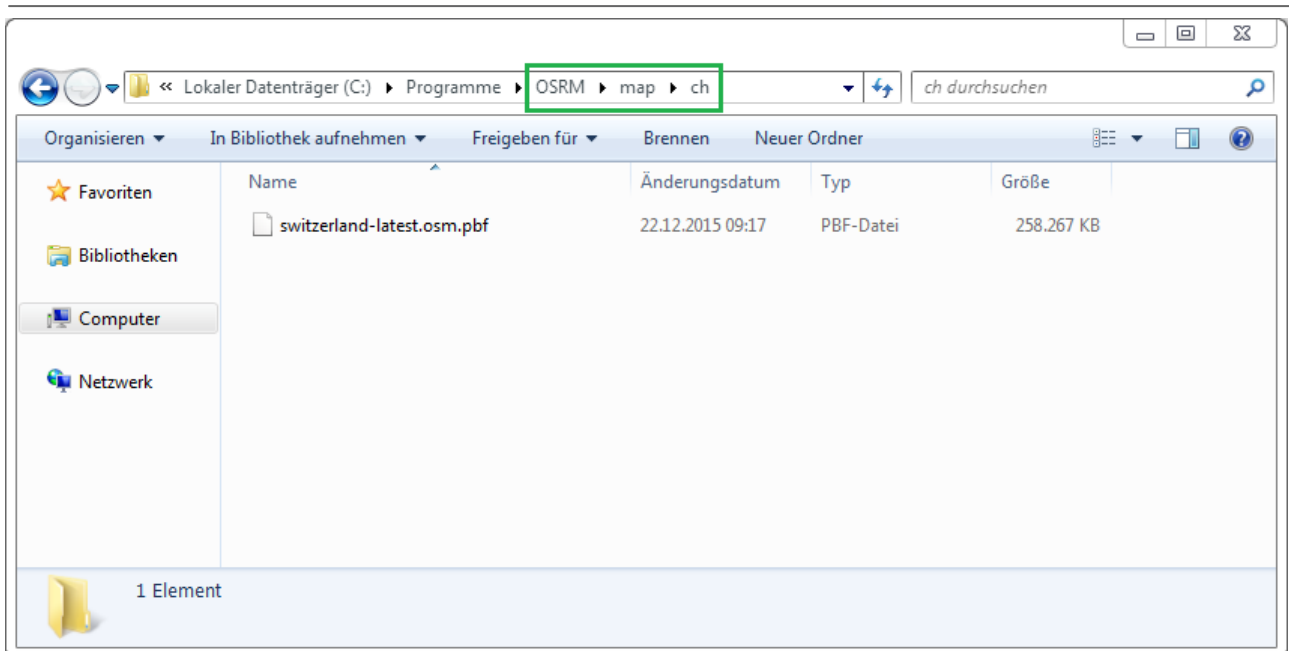 « Lokaler Datenträger (C:) Programme OSRM map ch ch durchsuchen
Organisieren In Bibliothek aufnehmen Freigeben für Brennen Neuer Ordner
Favoriten
Bibliotheken
Computer
Netzwerk
Name Änderungsdatum Typ Größe
switzerland-latest.osm.pbf 22.12.2015 09:17 PBF-Datei 258.267 KB
1 Element